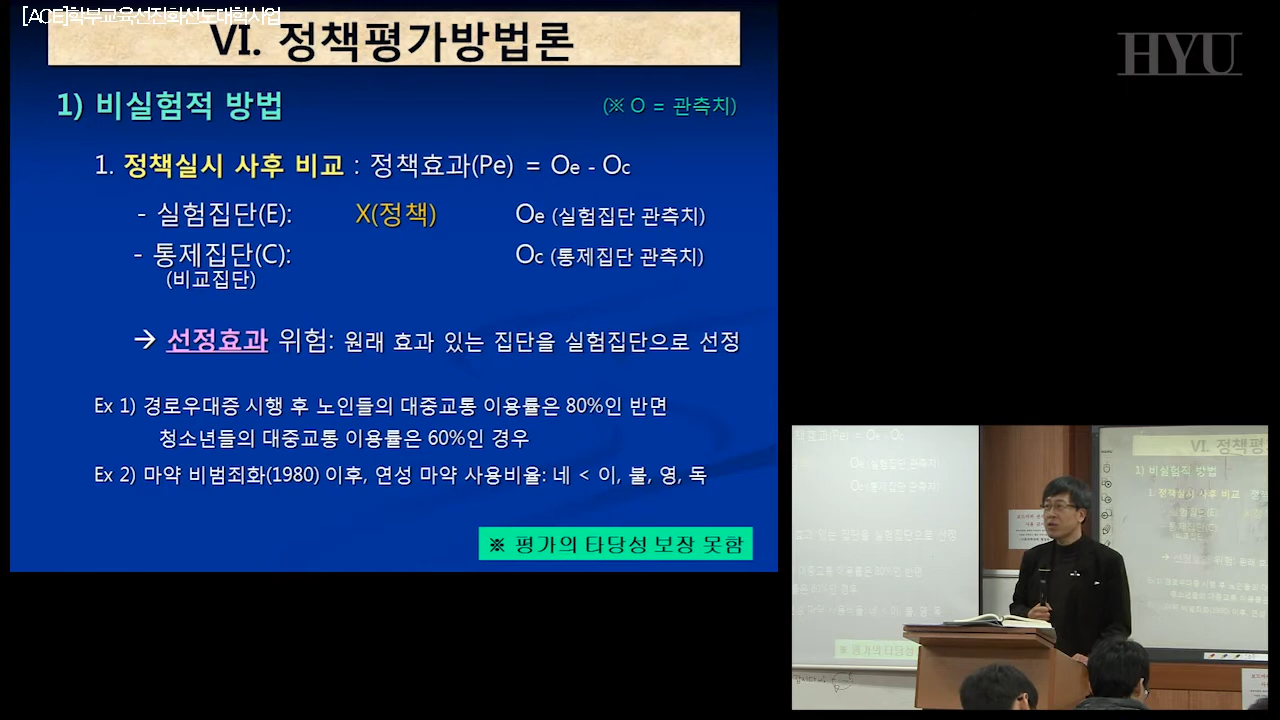 [ACE]학부교육선진화선도대학사업
HYU
Ⅵ. 정책평가방법론
1) 비실험적 방법
(※ O = 관측치)
1. 정책실시 사후 비교 : 정책효과(Pe) = Oe - Oc
- 실험집단(E): X(정책) Oe (실험집단 관측치)
- 통제집단(C): Oc (통제집단 관측치)
(비교집단)
→ 선정효과 위험: 원래 효과 있는 집단을 실험집단으로 선정
Ex 1) 경로우대증 시행 후 노인들의 대중교통 이용률은 80%인 반면
청소년들의 대중교통 이용률은 60%인 경우
Ex 2) 마약 비범죄화(1980) 이후, 연성 마약 사용비율: 네 < 이, 불, 영, 독
※ 평가의 타당성 보장 못함